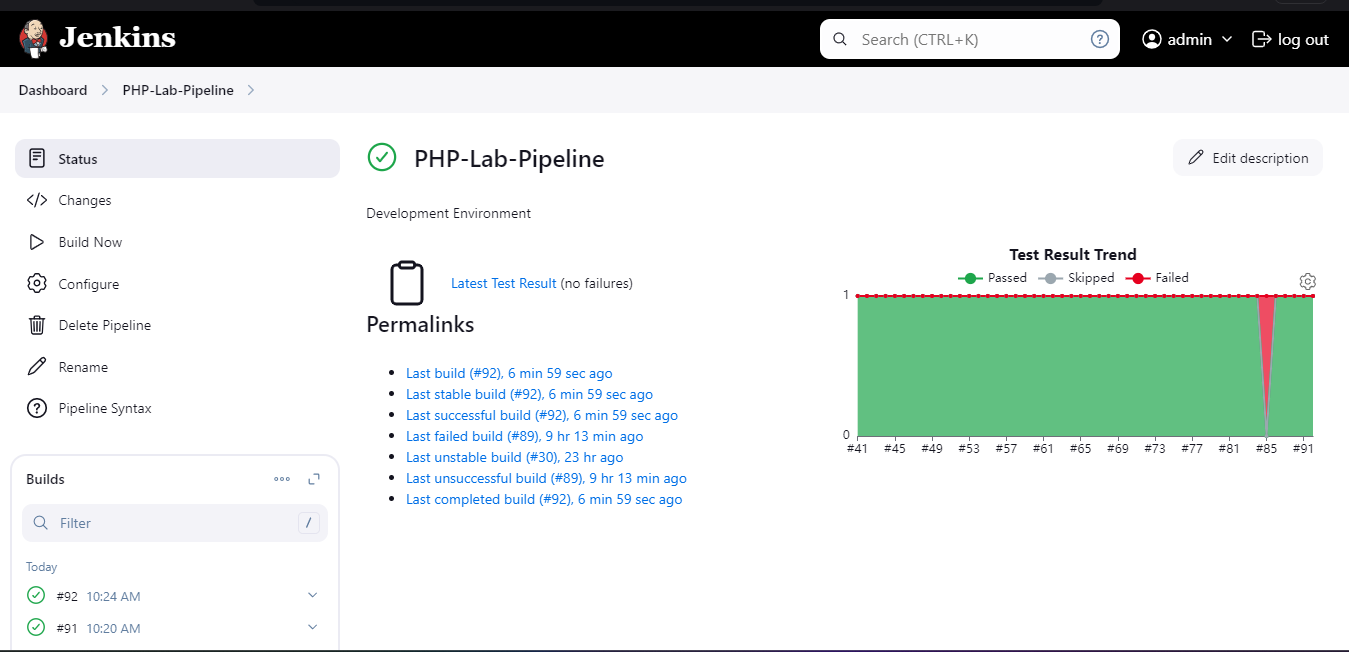 Jenkins
Search (CTRL+K)
?
admin
log out
Dashboard
PHP-Lab-Pipeline
Status
Changes
Build Now
Configure
Delete Pipeline
Rename
? Pipeline Syntax
Builds
Filter
/
Today
#92 10:24 AM
#91 10:20 AM
PHP-Lab-Pipeline
Edit description
Development Environment
Latest Test Result (no failures)
Permalinks
Last build (#92), 6 min 59 sec ago
Last stable build (#92), 6 min 59 sec ago
Last successful build (#92), 6 min 59 sec ago
Last failed build (#89), 9 hr 13 min ago
Last unstable build (#30), 23 hr ago
Last unsuccessful build (#89), 9 hr 13 min ago
Last completed build (#92), 6 min 59 sec ago
Test Result Trend
Passed Skipped Failed
1
0
#41 #45 #49 #53 #57 #61 #65 #69 #73 #77 #81 #85 #91